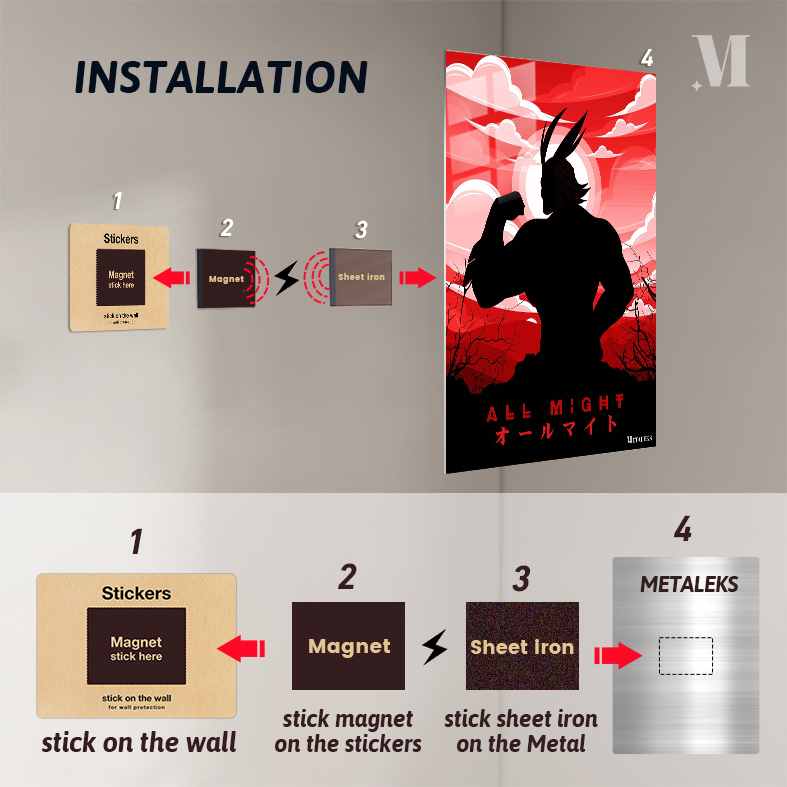 INSTALLATION
M
4
1
2
3
Stickers
Magnet
stick here
stick on the wall
for wall protection
Magnet
Sheet iron
ALL MIGHT
オールマイト
METALEKS
1
2
3
4
Stickers
Magnet
stick here
stick on the wall
for wall protection
Magnet
Sheet iron
METALEKS
stick on the wall
stick magnet
on the stickers
stick sheet iron
on the Metal